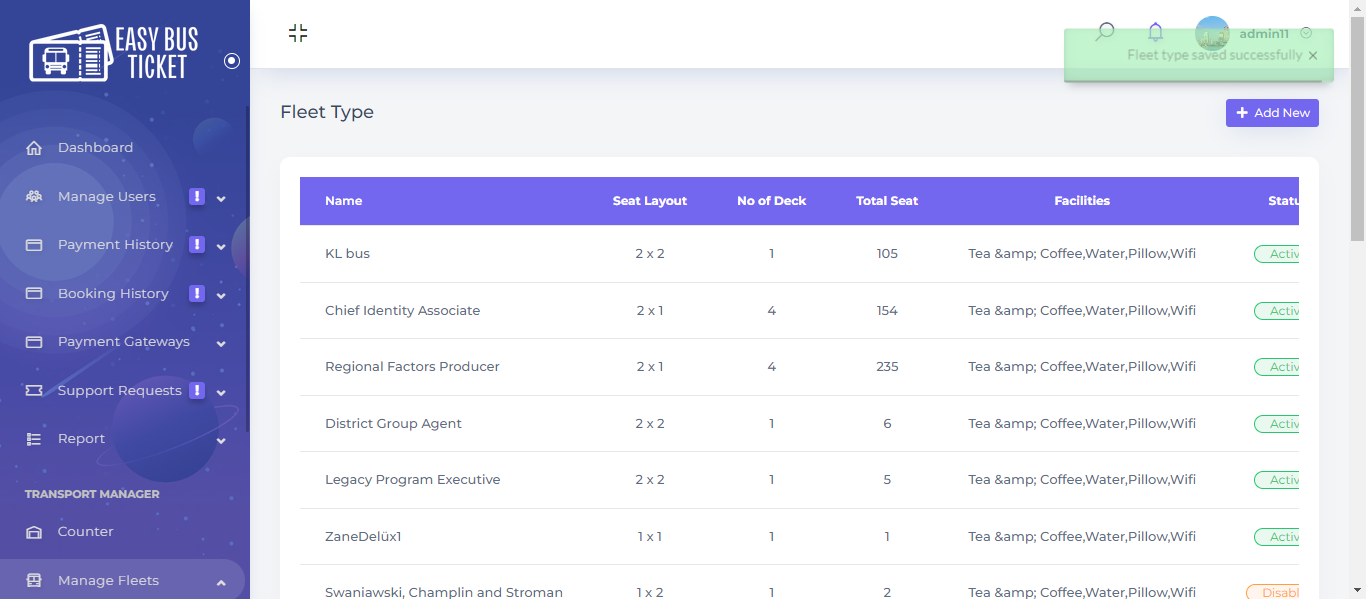 EASY BUS
TICKET
admin11
Fleet type saved successfully ×
Fleet Type
+ Add New
Dashboard
Manage Users !
Payment History !
Booking History !
Payment Gateways
Support Requests !
Report
TRANSPORT MANAGER
Counter
Manage Fleets
Name Seat Layout No of Deck Total Seat Facilities Statu
KL bus 2 x 2 1 105 Tea &amp; Coffee,Water,Pillow,Wifi Activ
Chief Identity Associate 2 x 1 4 154 Tea &amp; Coffee,Water,Pillow,Wifi Activ
Regional Factors Producer 2 x 1 4 235 Tea &amp; Coffee,Water,Pillow,Wifi Activ
District Group Agent 2 x 2 1 6 Tea &amp; Coffee,Water,Pillow,Wifi Activ
Legacy Program Executive 2 x 2 1 5 Tea &amp; Coffee,Water,Pillow,Wifi Activ
ZaneDelüx1 1 x 1 1 1 Tea &amp; Coffee,Water,Pillow,Wifi Activ
Swaniawski, Champlin and Stroman 1 x 2 1 2 Tea &amp; Coffee,Water,Pillow,Wifi Disabl